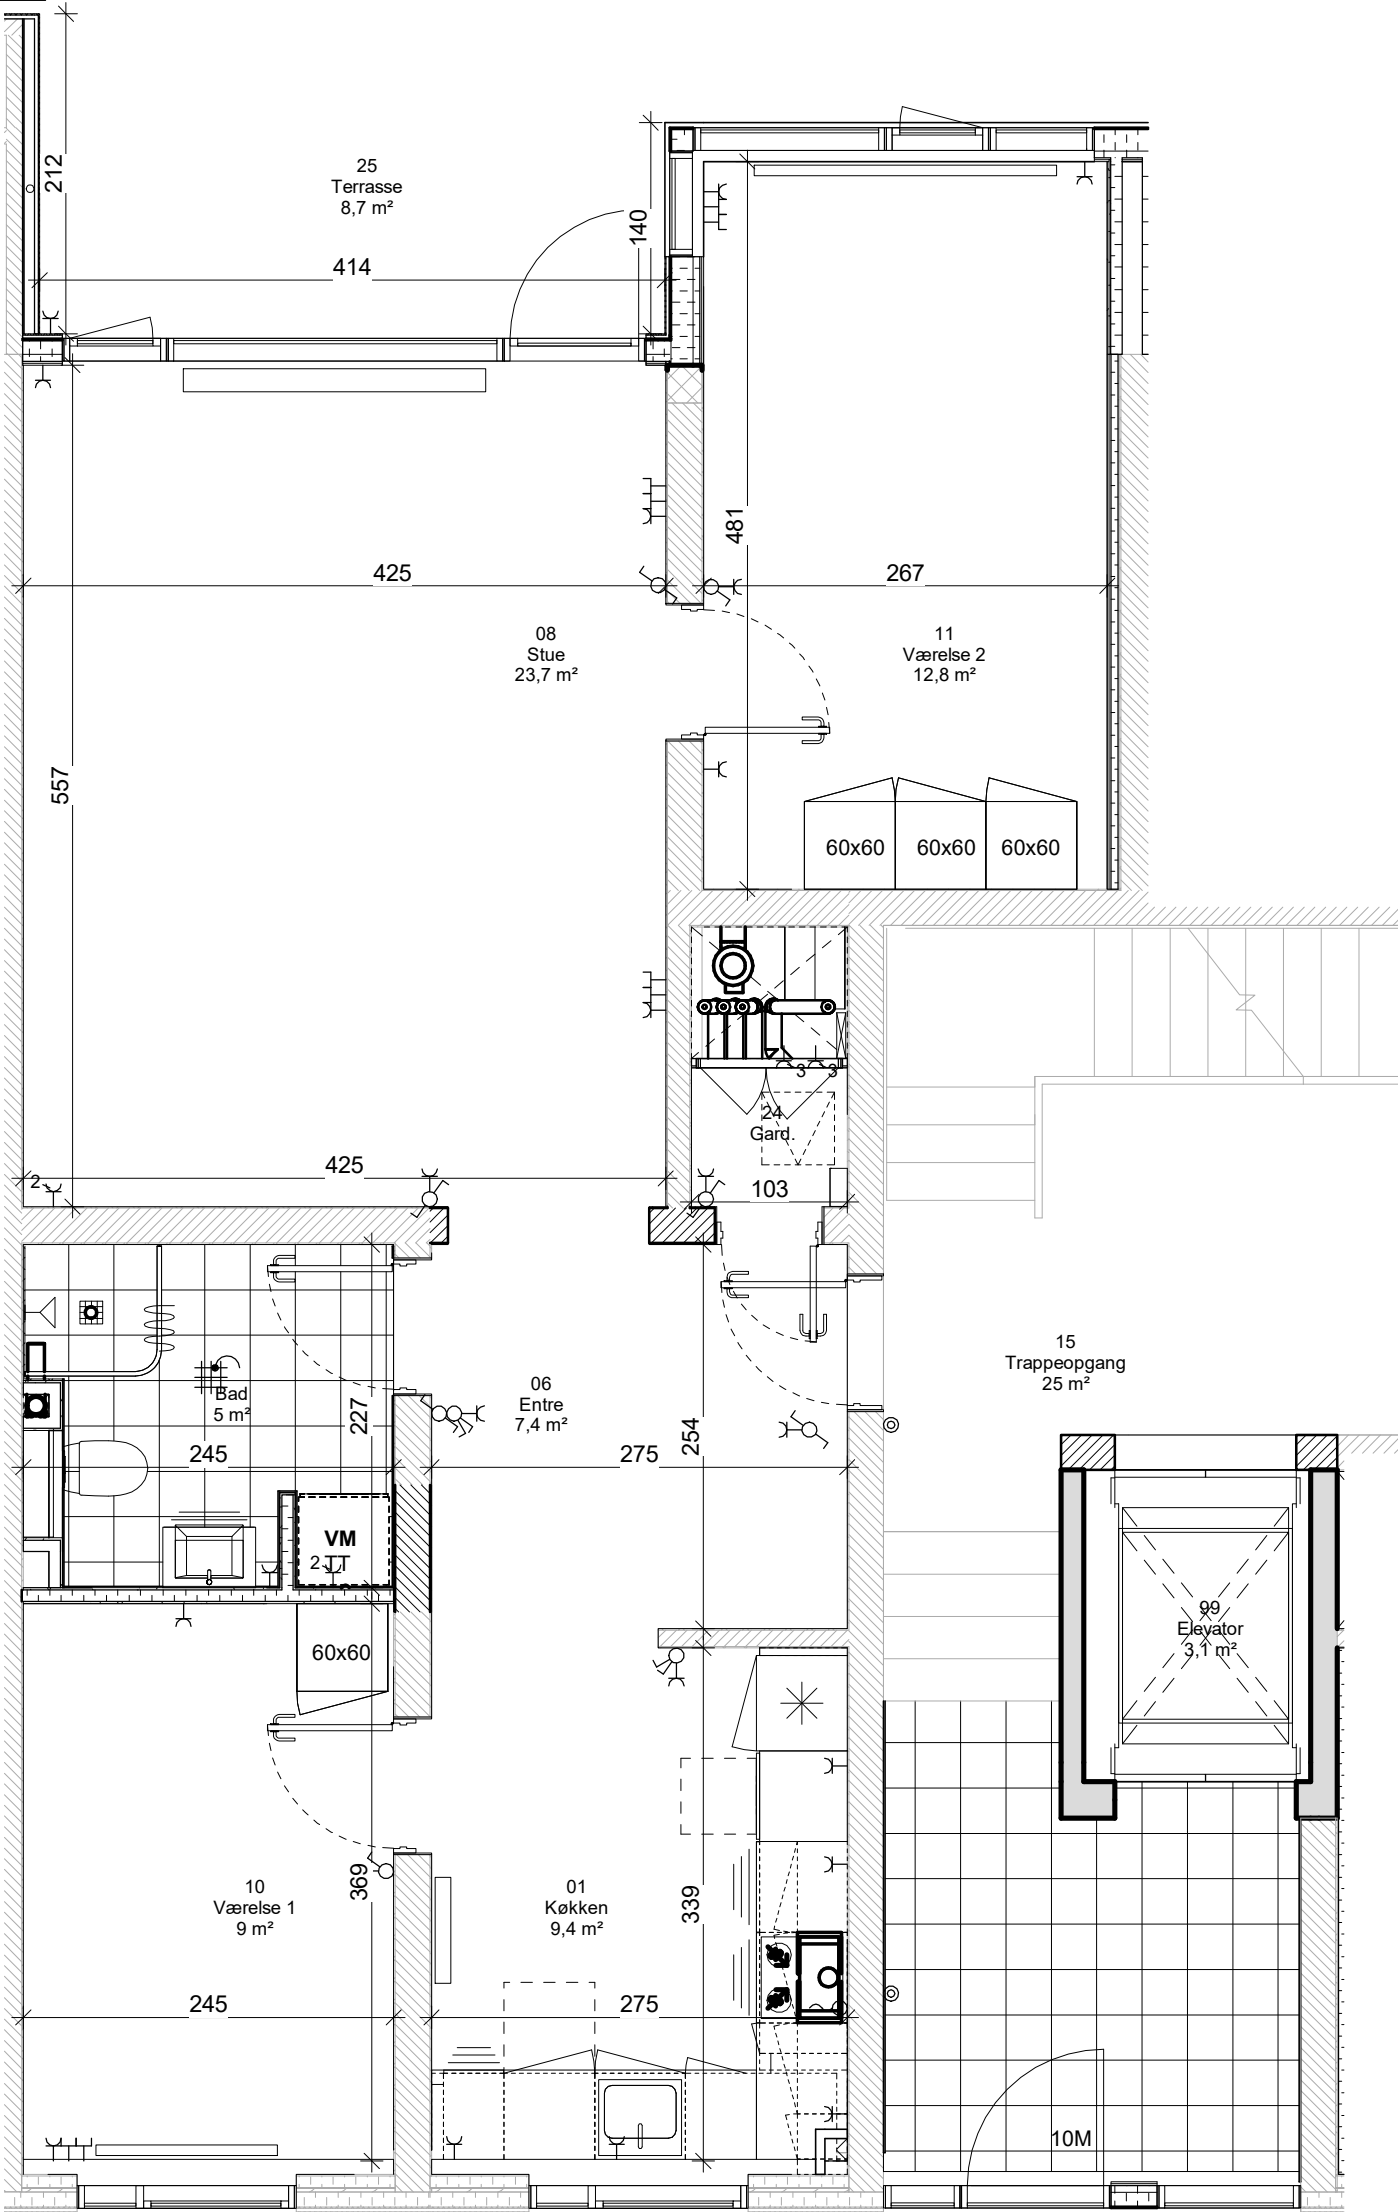 212
25
Terrasse
8,7 m²
140
414
481
425
267
08
Stue
23,7 m²
11
Værelse 2
12,8 m²
557
60x60
60x60
60x60
3
3
24
Gard.
425
2
103
15
Trappeopgang
25 m²
06
Entre
7,4 m²
Bad
5 m²
227
254
245
275
VM
2
TT
99
Elevator
3,1 m²
60x60
10
Værelse 1
9 m²
369
01
Køkken
9,4 m²
339
245
275
10M